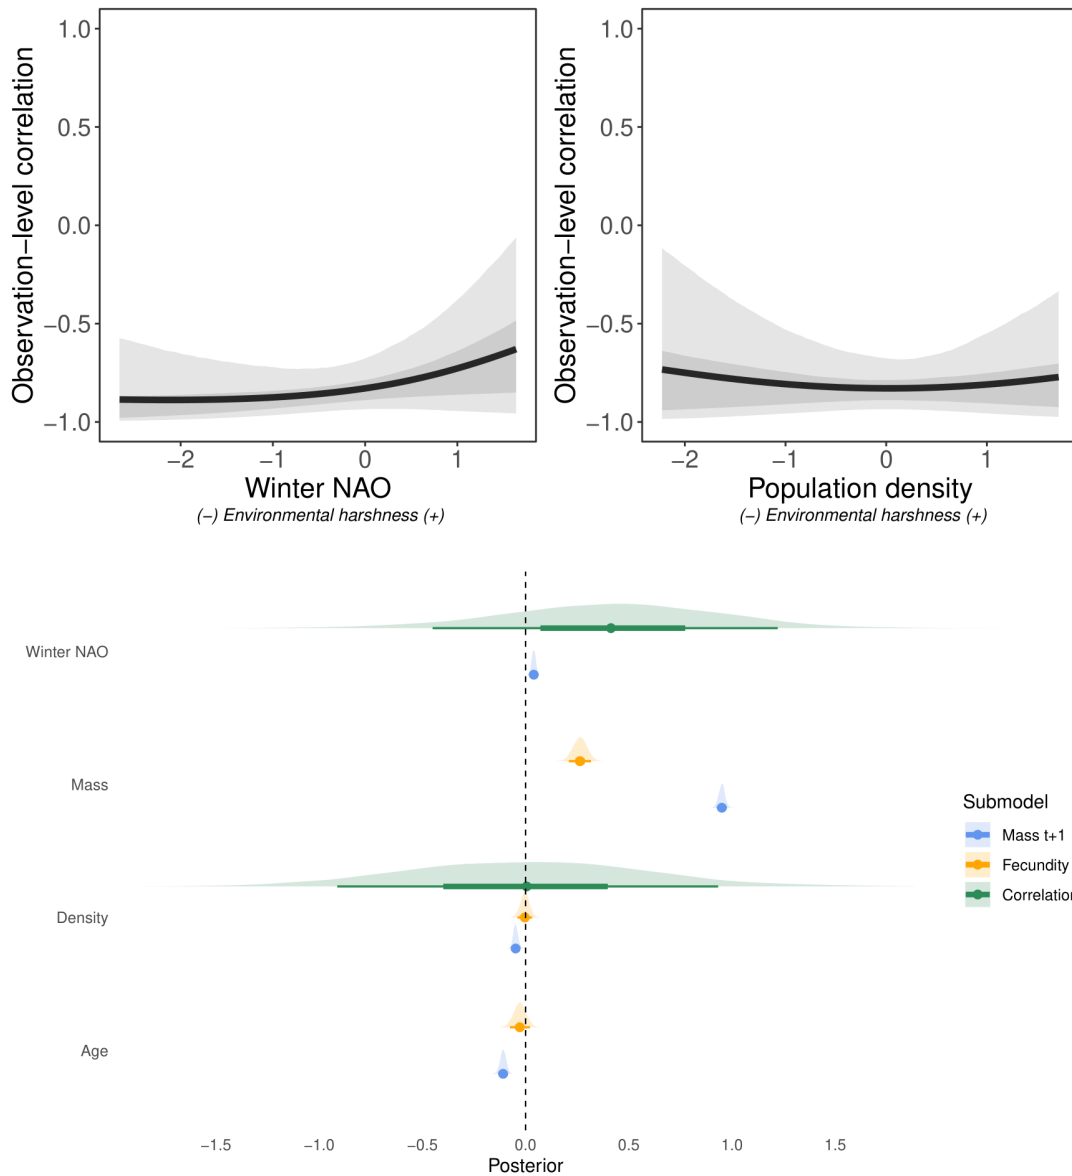 Observation−level correlation
1.0
0.5
0.0
−0.5
−1.0
−2 −1 0 1
Winter NAO
(−) Environmental harshness (+)
Observation−level correlation
1.0
0.5
0.0
−0.5
−1.0
−2 −1 0 1
Population density
(−) Environmental harshness (+)
Winter NAO
Mass
Density
Age
−1.5 −1.0 −0.5 0.0 0.5 1.0 1.5
Posterior
Submodel
Mass t+1
Fecundity
Correlation